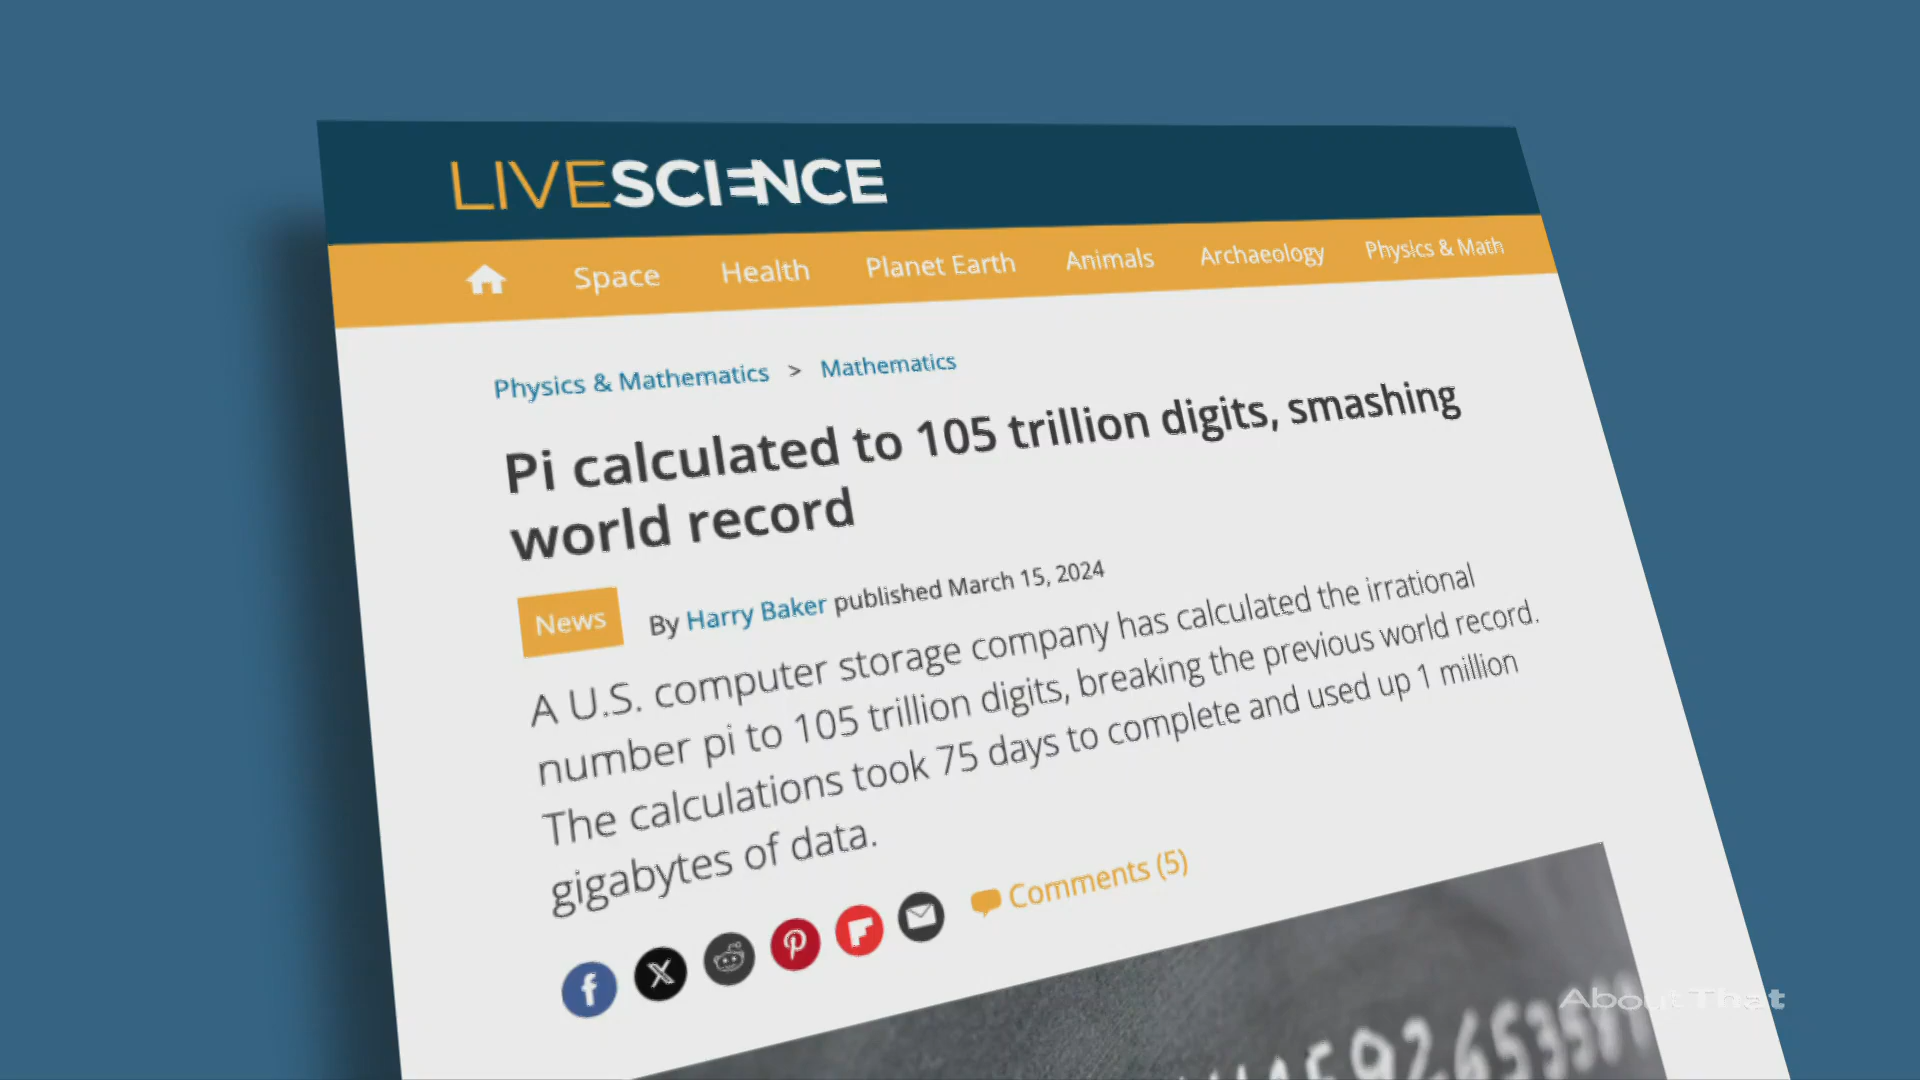 LIVESCIENCE
Space Health Planet Earth Animals Archaeology Physics & Math
Physics & Mathematics > Mathematics
Pi calculated to 105 trillion digits, smashing
world record
News By Harry Baker published March 15, 2024
A U.S. computer storage company has calculated the irrational
number pi to 105 trillion digits, breaking the previous world record.
The calculations took 75 days to complete and used up 1 million
gigabytes of data.
Comments (5)
About That